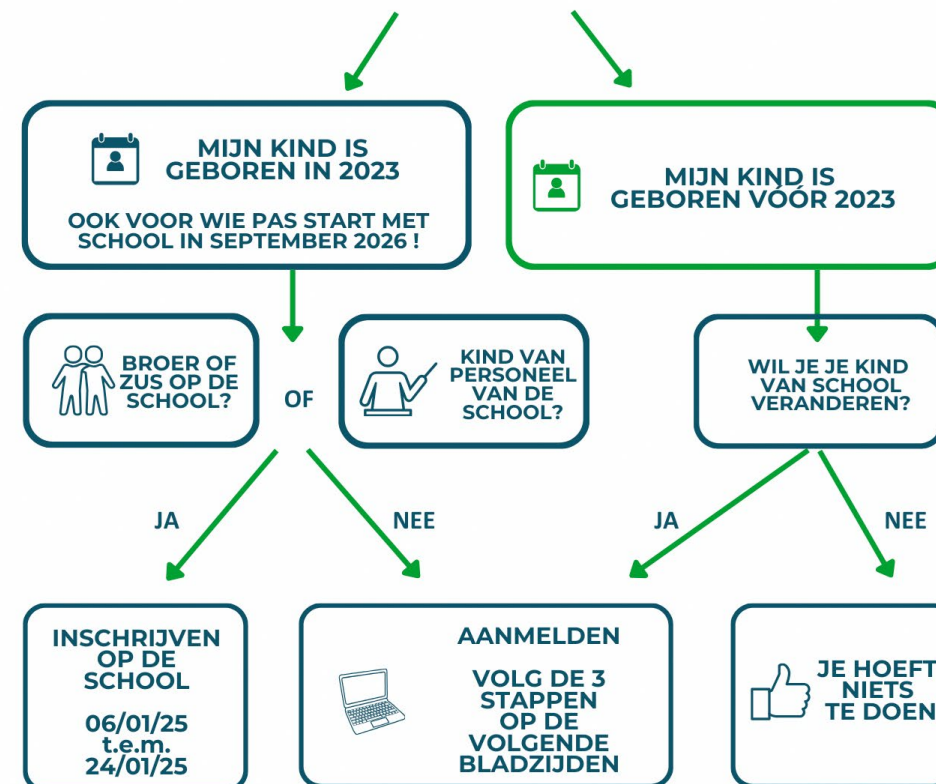 MIJN KIND IS
GEBOREN IN 2023
OOK VOOR WIE PAS START MET
SCHOOL IN SEPTEMBER 2026 !
MIJN KIND IS
GEBOREN VÓÓR 2023
BROER OF
ZUS OP DE
SCHOOL?
OF
KIND VAN
PERSONEEL
VAN DE
SCHOOL?
WIL JE JE KIND
VAN SCHOOL
VERANDEREN?
JA
NEE
JA
NEE
INSCHRIJVEN
OP DE
SCHOOL
06/01/25
t.e.m.
24/01/25
AANMELDEN
VOLG DE 3
STAPPEN
OP DE
VOLGENDE
BLADZIJDEN
JE HOEFT
NIETS
TE DOEN